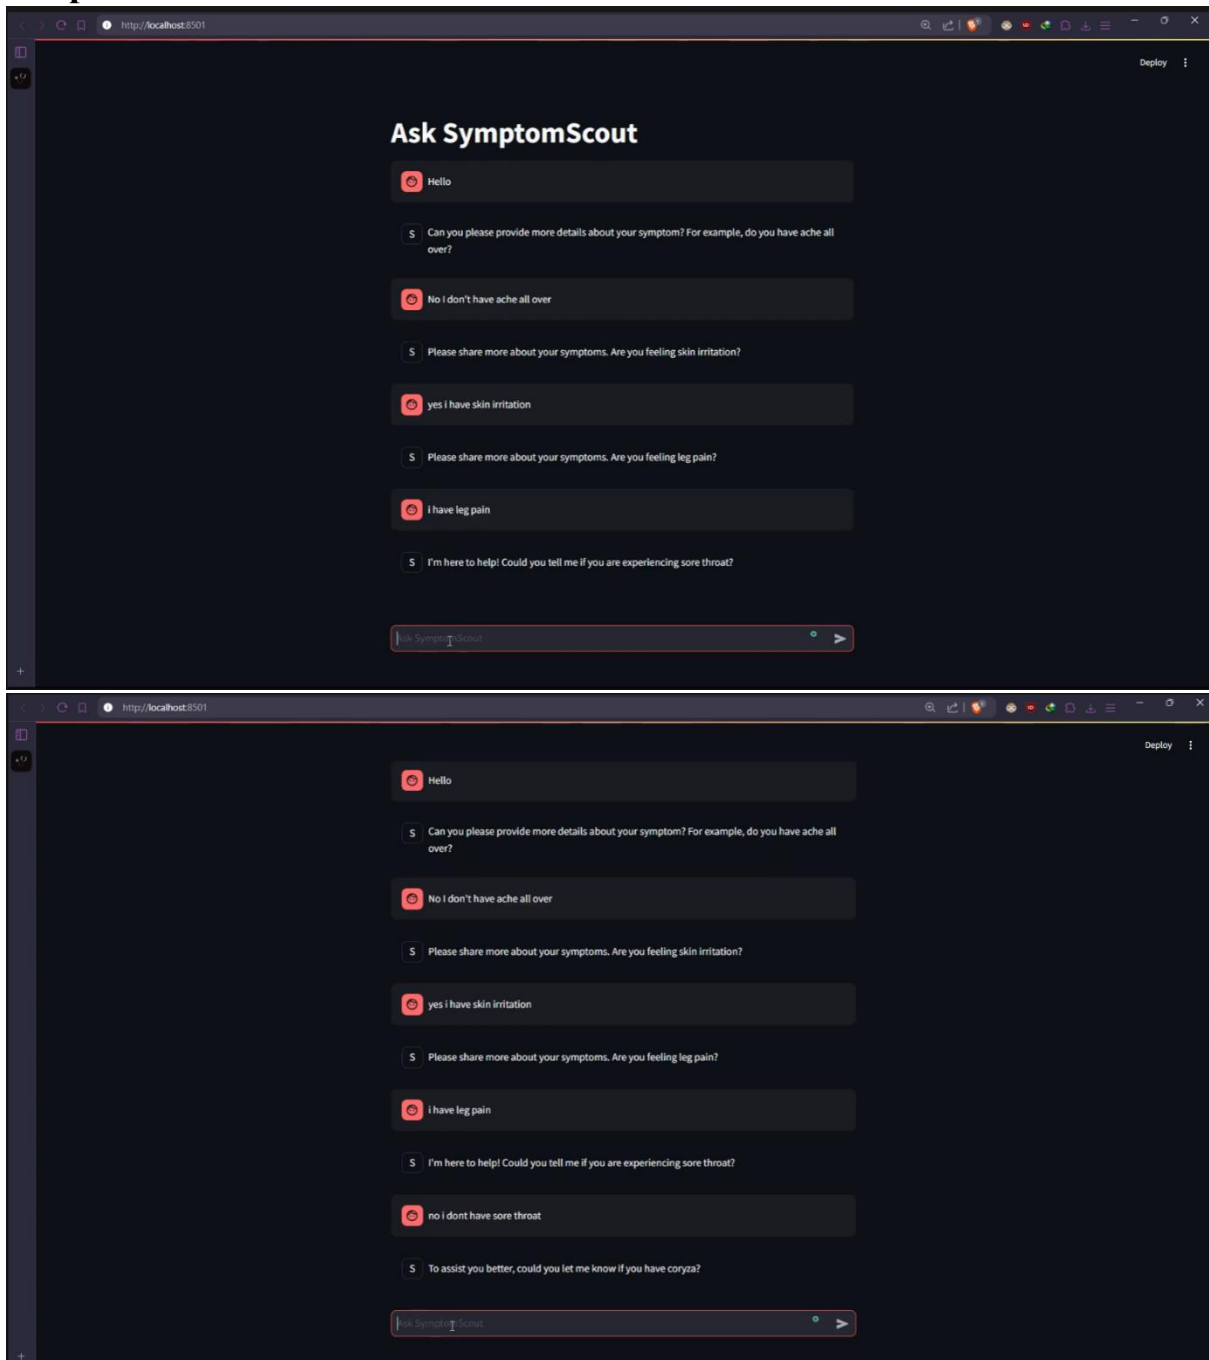 http://localhost:8501
Deploy
Ask SymptomScout
Hello
S Can you please provide more details about your symptom? For example, do you have ache all
over?
No I don't have ache all over
S Please share more about your symptoms. Are you feeling skin irritation?
yes i have skin irritation
S Please share more about your symptoms. Are you feeling leg pain?
i have leg pain
S I'm here to help! Could you tell me if you are experiencing sore throat?
Ask SymptomScout
http://localhost:8501
Deploy
Hello
S Can you please provide more details about your symptom? For example, do you have ache all
over?
No I don't have ache all over
S Please share more about your symptoms. Are you feeling skin irritation?
yes i have skin irritation
S Please share more about your symptoms. Are you feeling leg pain?
i have leg pain
S I'm here to help! Could you tell me if you are experiencing sore throat?
no i dont have sore throat
S To assist you better, could you let me know if you have coryza?
Ask SymptomScout